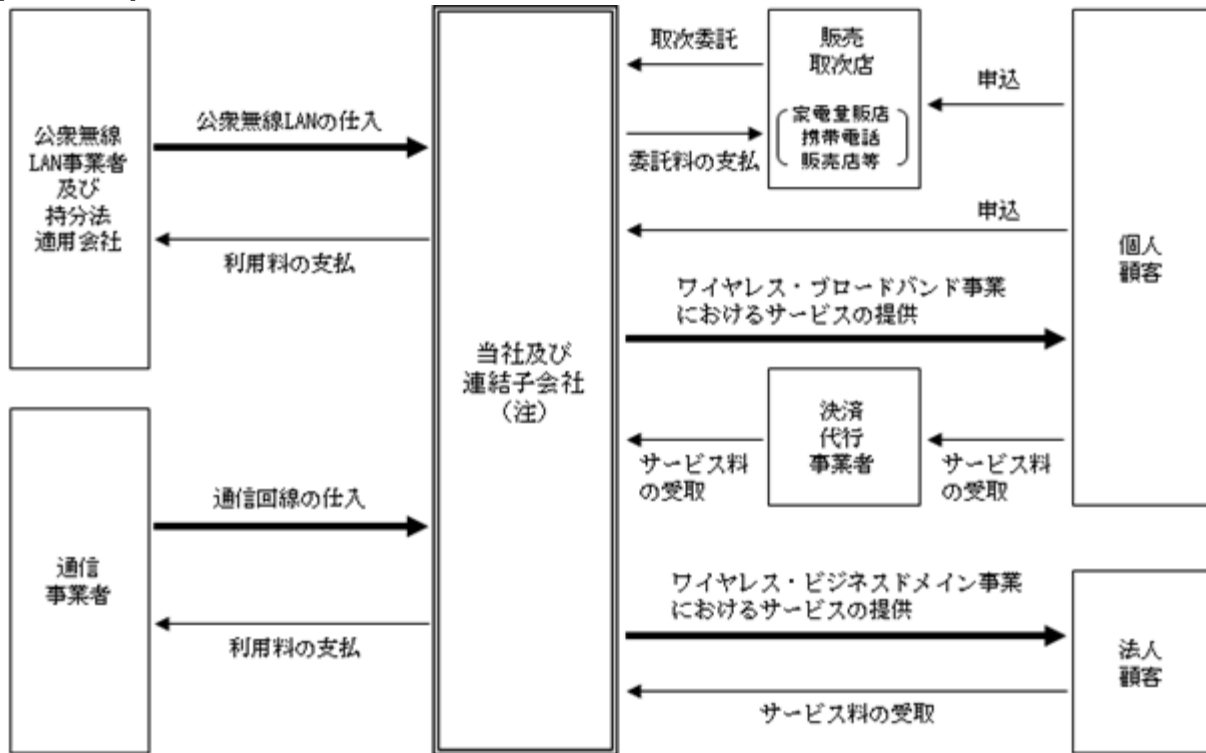 公衆無線
LAN事業者
及び
持分法
適用会社
公衆無線LANの仕入
利用料の支払
通信
事業者
通信回線の仕入
利用料の支払
当社及び
連結子会社
(注)
取次委託
委託料の支払
販売
取次店
家電量販店
携帯電話
販売店等
申込
申込
ワイヤレス・ブロードバンド事業
におけるサービスの提供
決済
代行
事業者
サービス料
の受取
サービス料
の受取
個人
顧客
ワイヤレス・ビジネスドメイン事業
におけるサービスの提供
サービス料の受取
法人
顧客